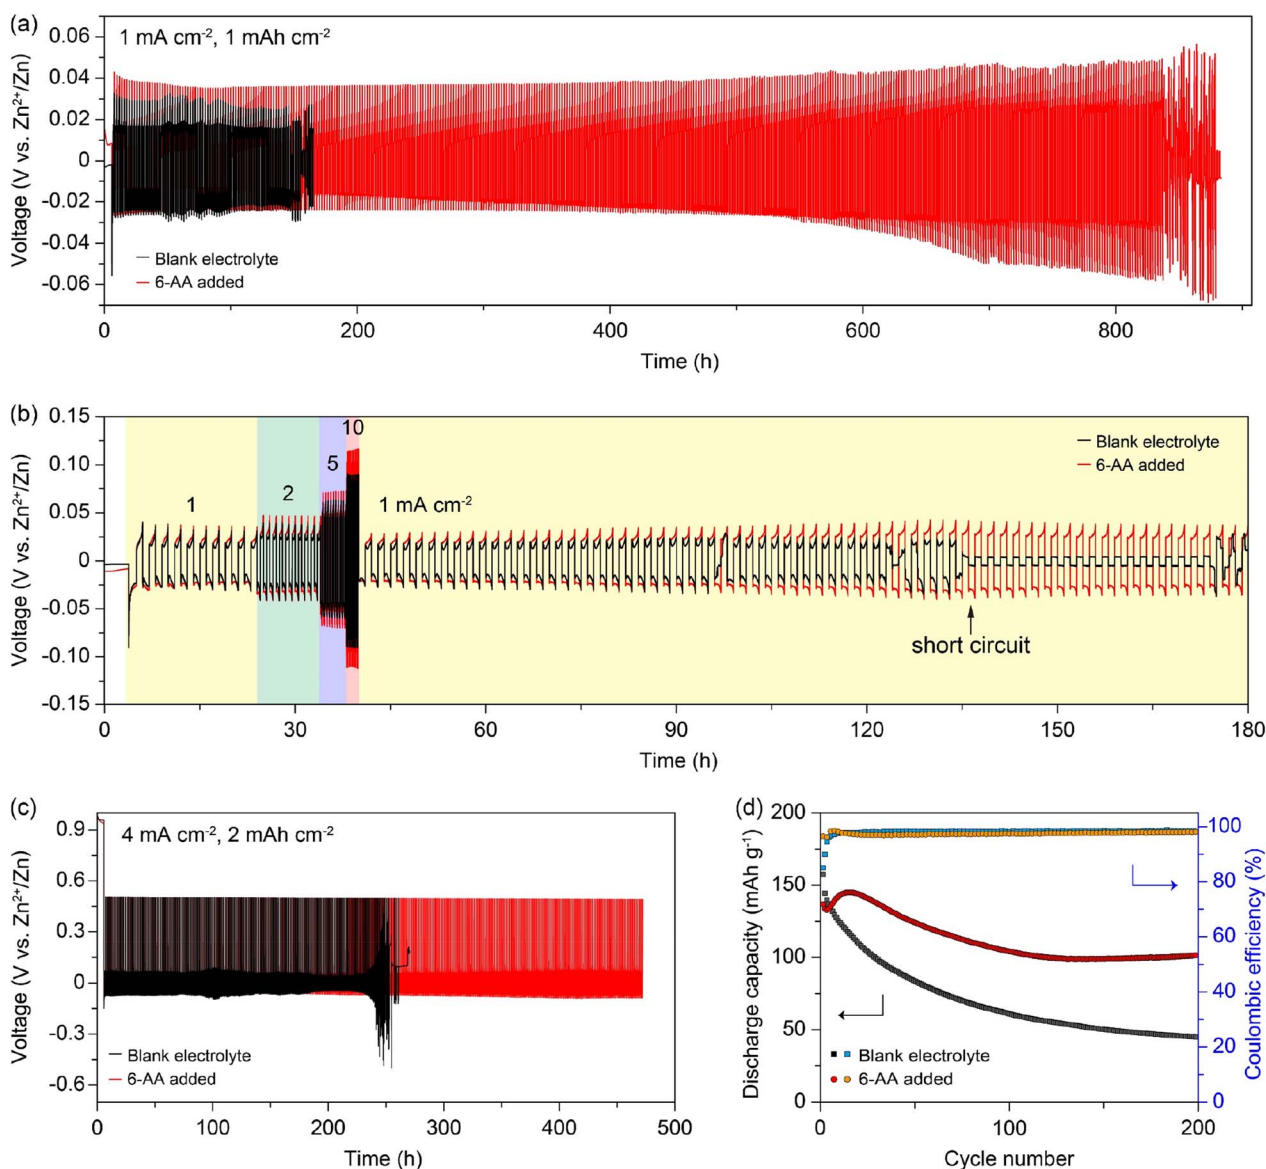 (a)
1 mA cm⁻², 1 mAh cm⁻²
0.06
0.04
0.02
0
-0.02
-0.04
-0.06
Voltage (V vs. Zn²⁺/Zn)
Blank electrolyte
6-AA added
0 200 400 600 800
Time (h)
(b)
0.15
0.10
0.05
0
-0.05
-0.10
-0.15
Voltage (V vs. Zn²⁺/Zn)
1
2
5
10
1 mA cm⁻²
Blank electrolyte
6-AA added
short circuit
0 30 60 90 120 150 180
Time (h)
(c)
4 mA cm⁻², 2 mAh cm⁻²
0.9
0.6
0.3
0
-0.3
-0.6
Voltage (V vs. Zn²⁺/Zn)
Blank electrolyte
6-AA added
0 100 200 300 400 500
Time (h)
(d)
200
150
100
50
0
Discharge capacity (mAh g⁻¹)
Blank electrolyte
6-AA added
100
80
60
40
20
0
Coulombic efficiency (%)
0 100 200
Cycle number